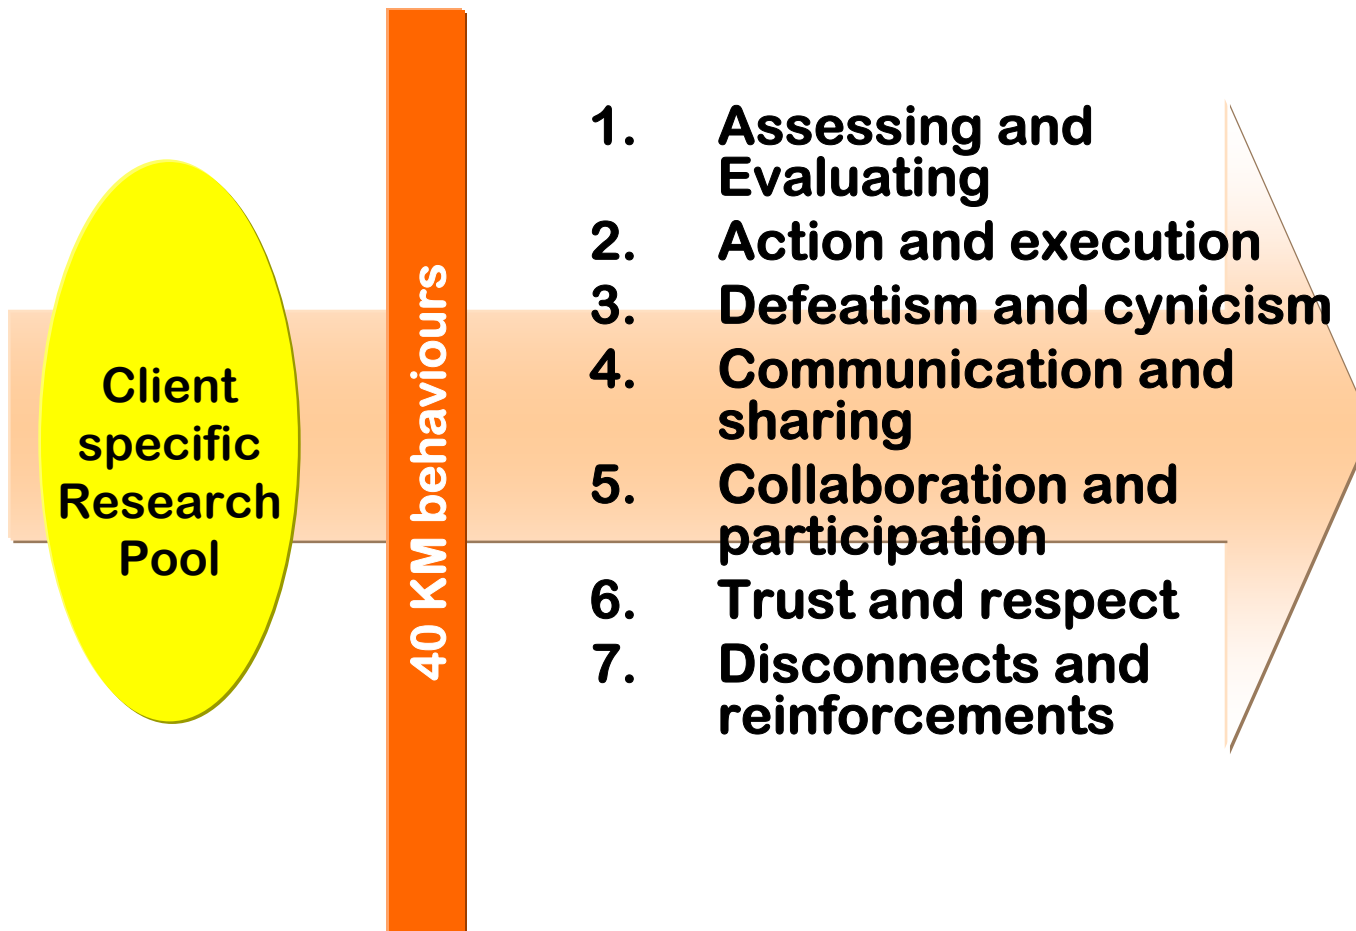 Client
specific
Research
Pool
40 KM behaviours
1. Assessing and
Evaluating
2. Action and execution
3. Defeatism and cynicism
4. Communication and
sharing
5. Collaboration and
participation
6. Trust and respect
7. Disconnects and
reinforcements